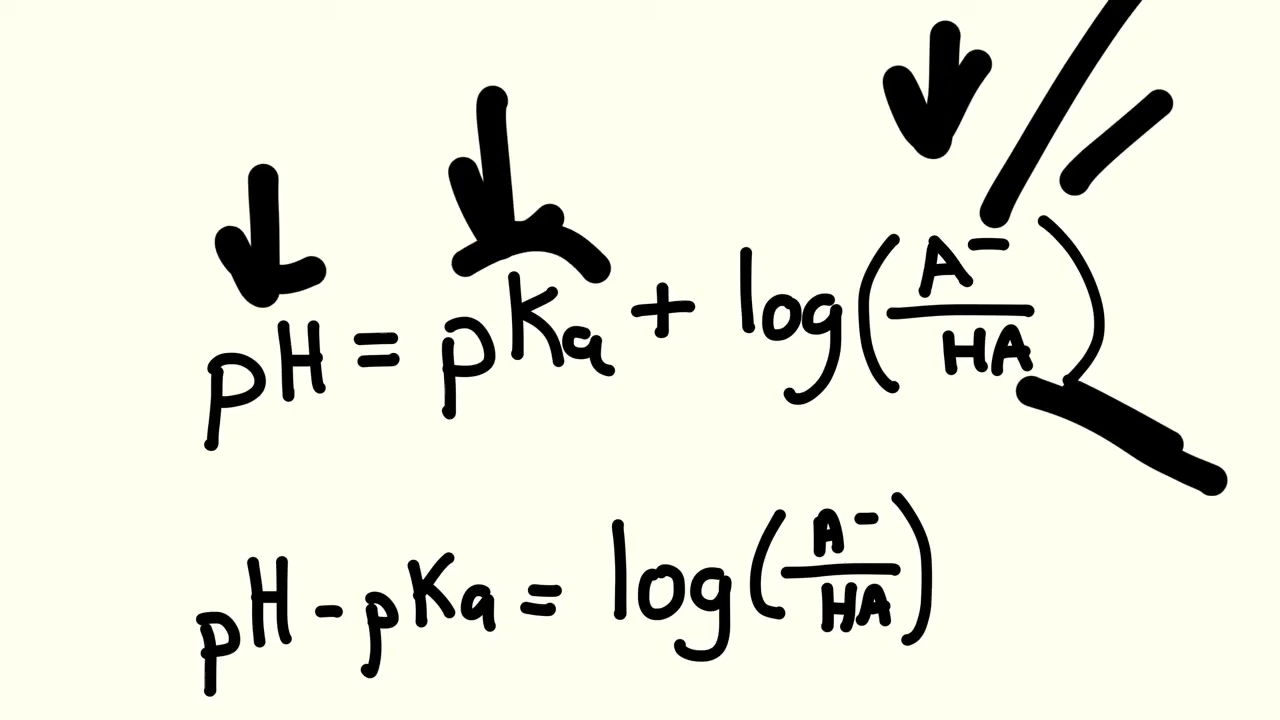 pH = pKa + log(A⁻/HA)
pH - pKa = log(A⁻/HA)